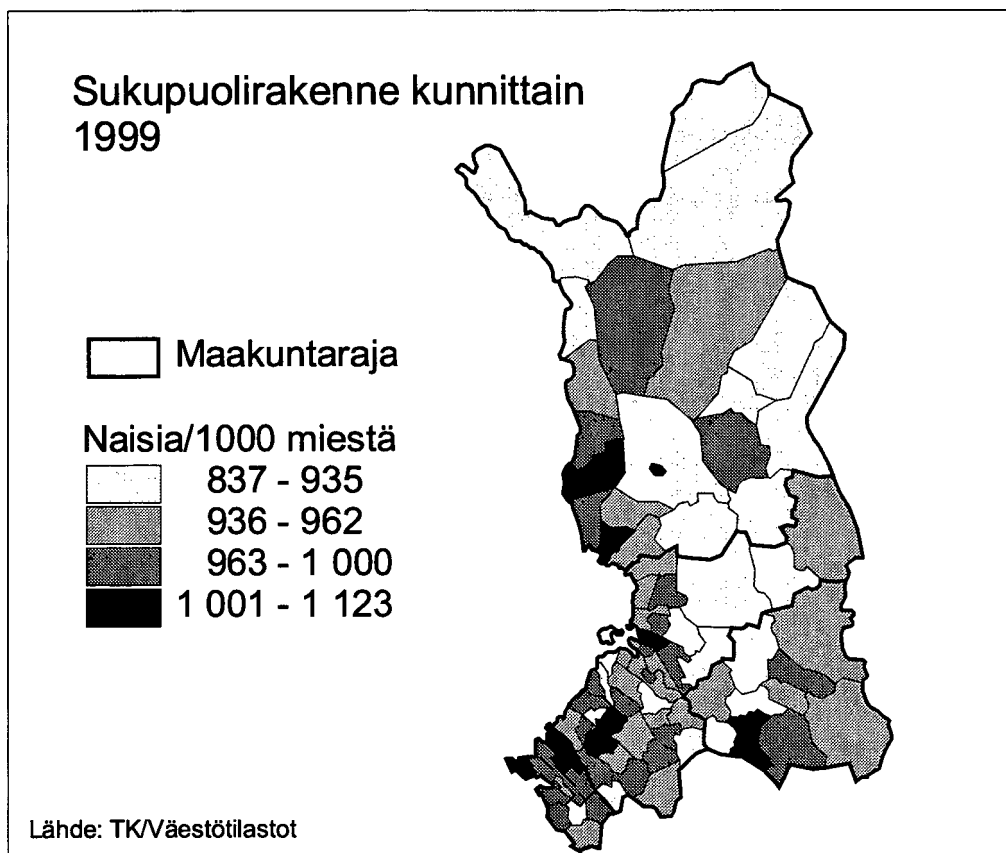 Sukupuolirakenne kunnittain
1999
Maakuntaraja
Naisia/1000 miestä
837 - 935
936 - 962
963 - 1 000
1 001 - 1 123
Lähde: TK/Väestötilastot